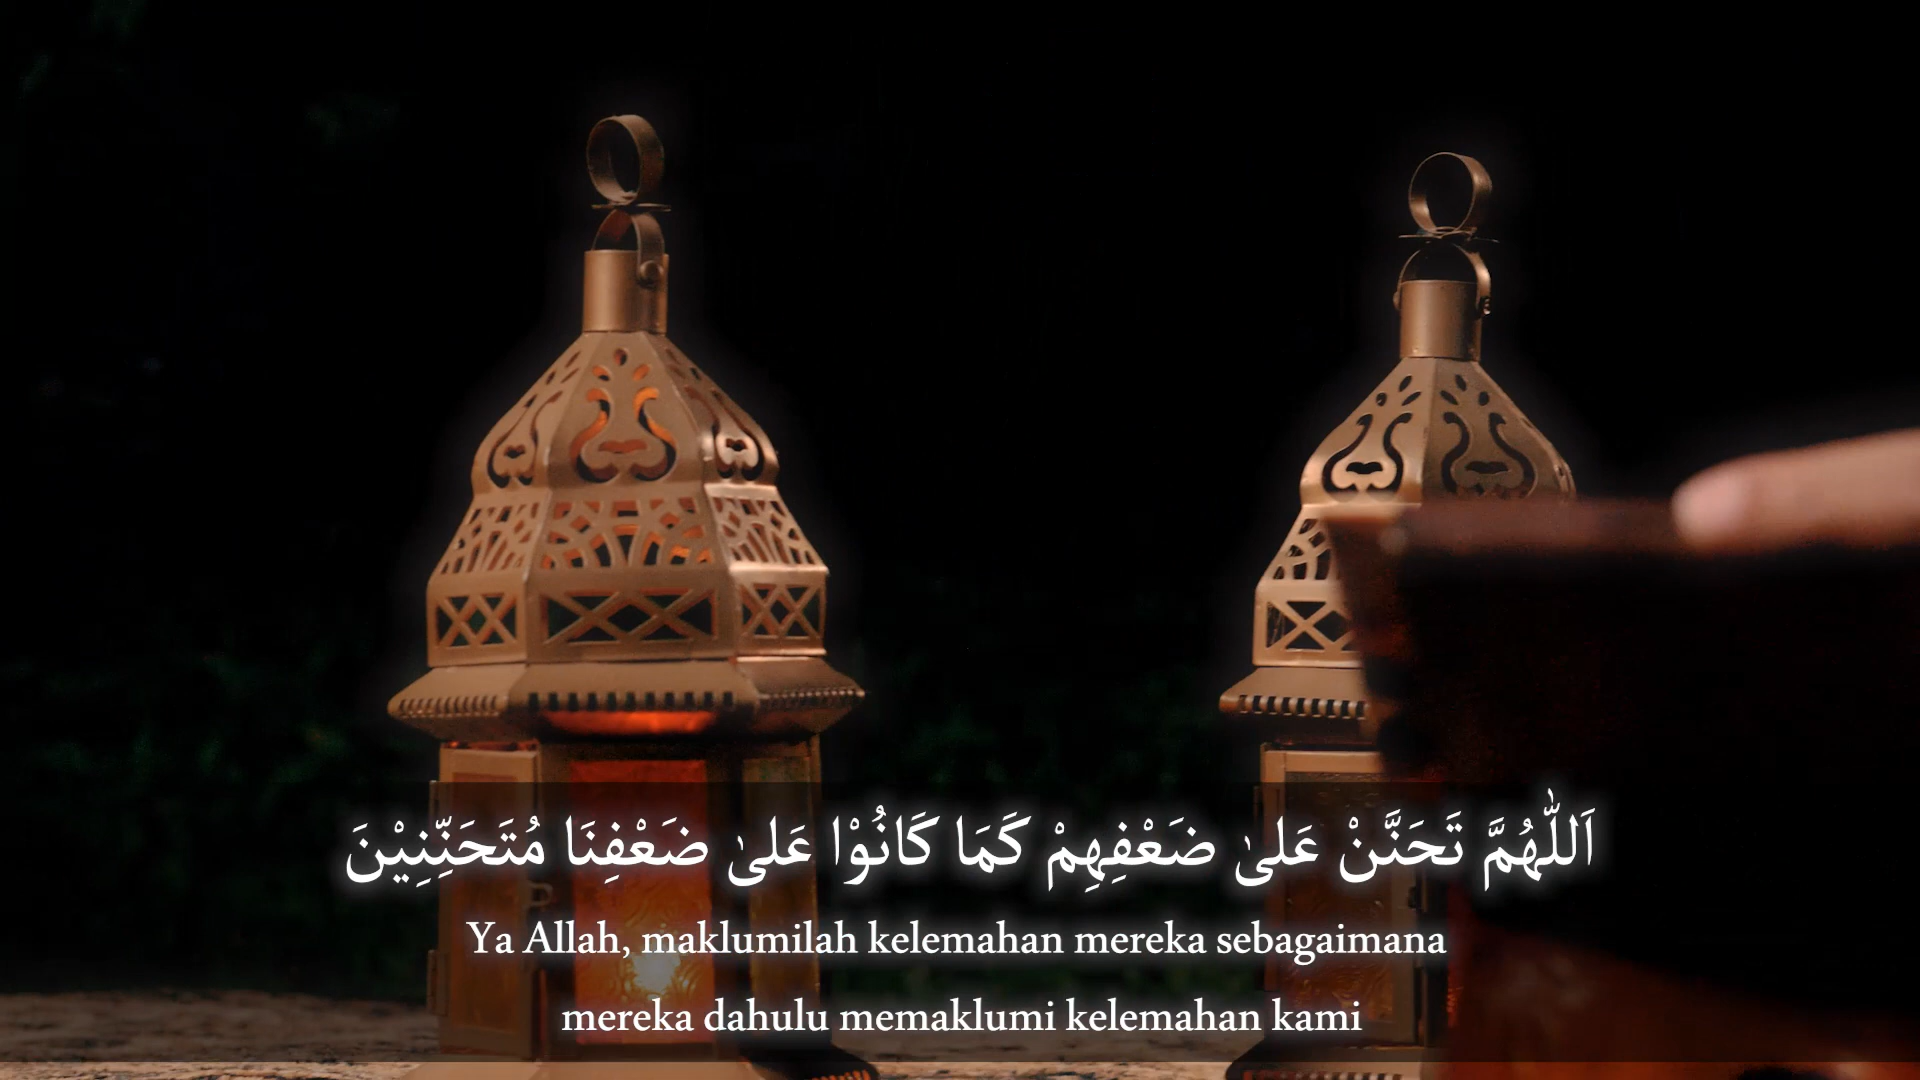 اَللّٰهُمَّ تَحَنَّنْ عَلىٰ ضَعْفِهِمْ كَمَا كَانُوْا عَلىٰ ضَعْفِنَا مُتَحَنِّنِيْنَ
Ya Allah, maklumilah kelemahan mereka sebagaimana
mereka dahulu memaklumi kelemahan kami